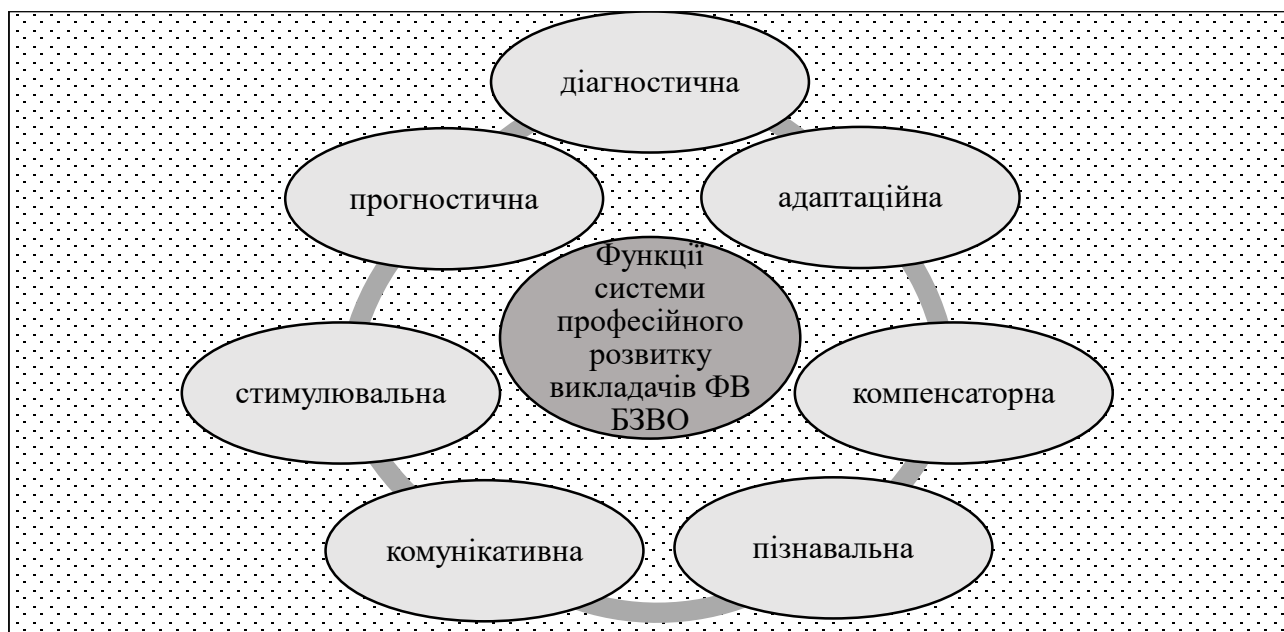 діагностична
прогностична
адаптаційна
Функції
системи
професійного
розвитку
викладачів ФВ
БЗВО
стимулювальна
компенсаторна
комунікативна
пізнавальна